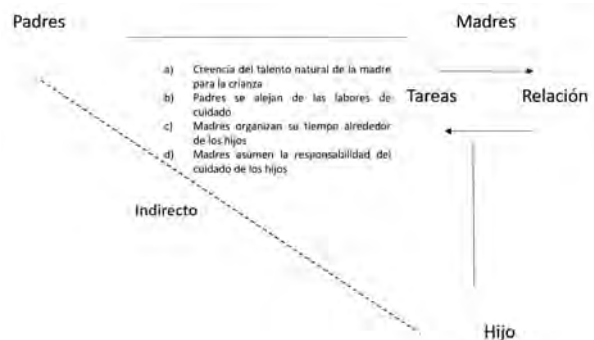 Padres
Madres
a) Creencia del talento natural de la madre
para la crianza
b) Padres se alejan de las labores de
cuidado
c) Madres organizan su tiempo alrededor
de los hijos
d) Madres asumen la responsabilidad del
cuidado de los hijos
Tareas
Relación
Indirecto
Hijo